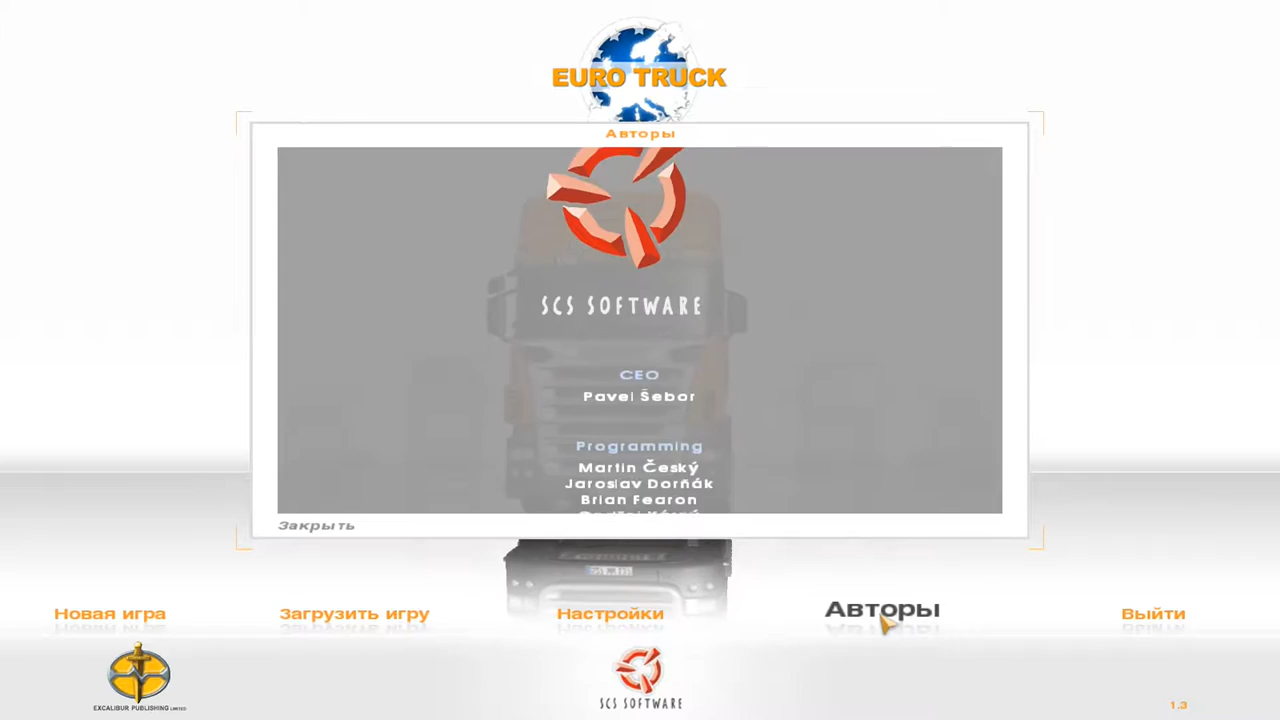 EURO TRUCK
Авторы
SCS SOFTWARE
CEO
Pavel Šebor
Programming
Martin Český
Jaroslav Dorňák
Brian Fearon
Закрыть
Новая игра
Загрузить игру
Настройки
Авторы
Выйти
EXCALIBUR PUBLISHING LIMITED
SCS SOFTWARE
1.3